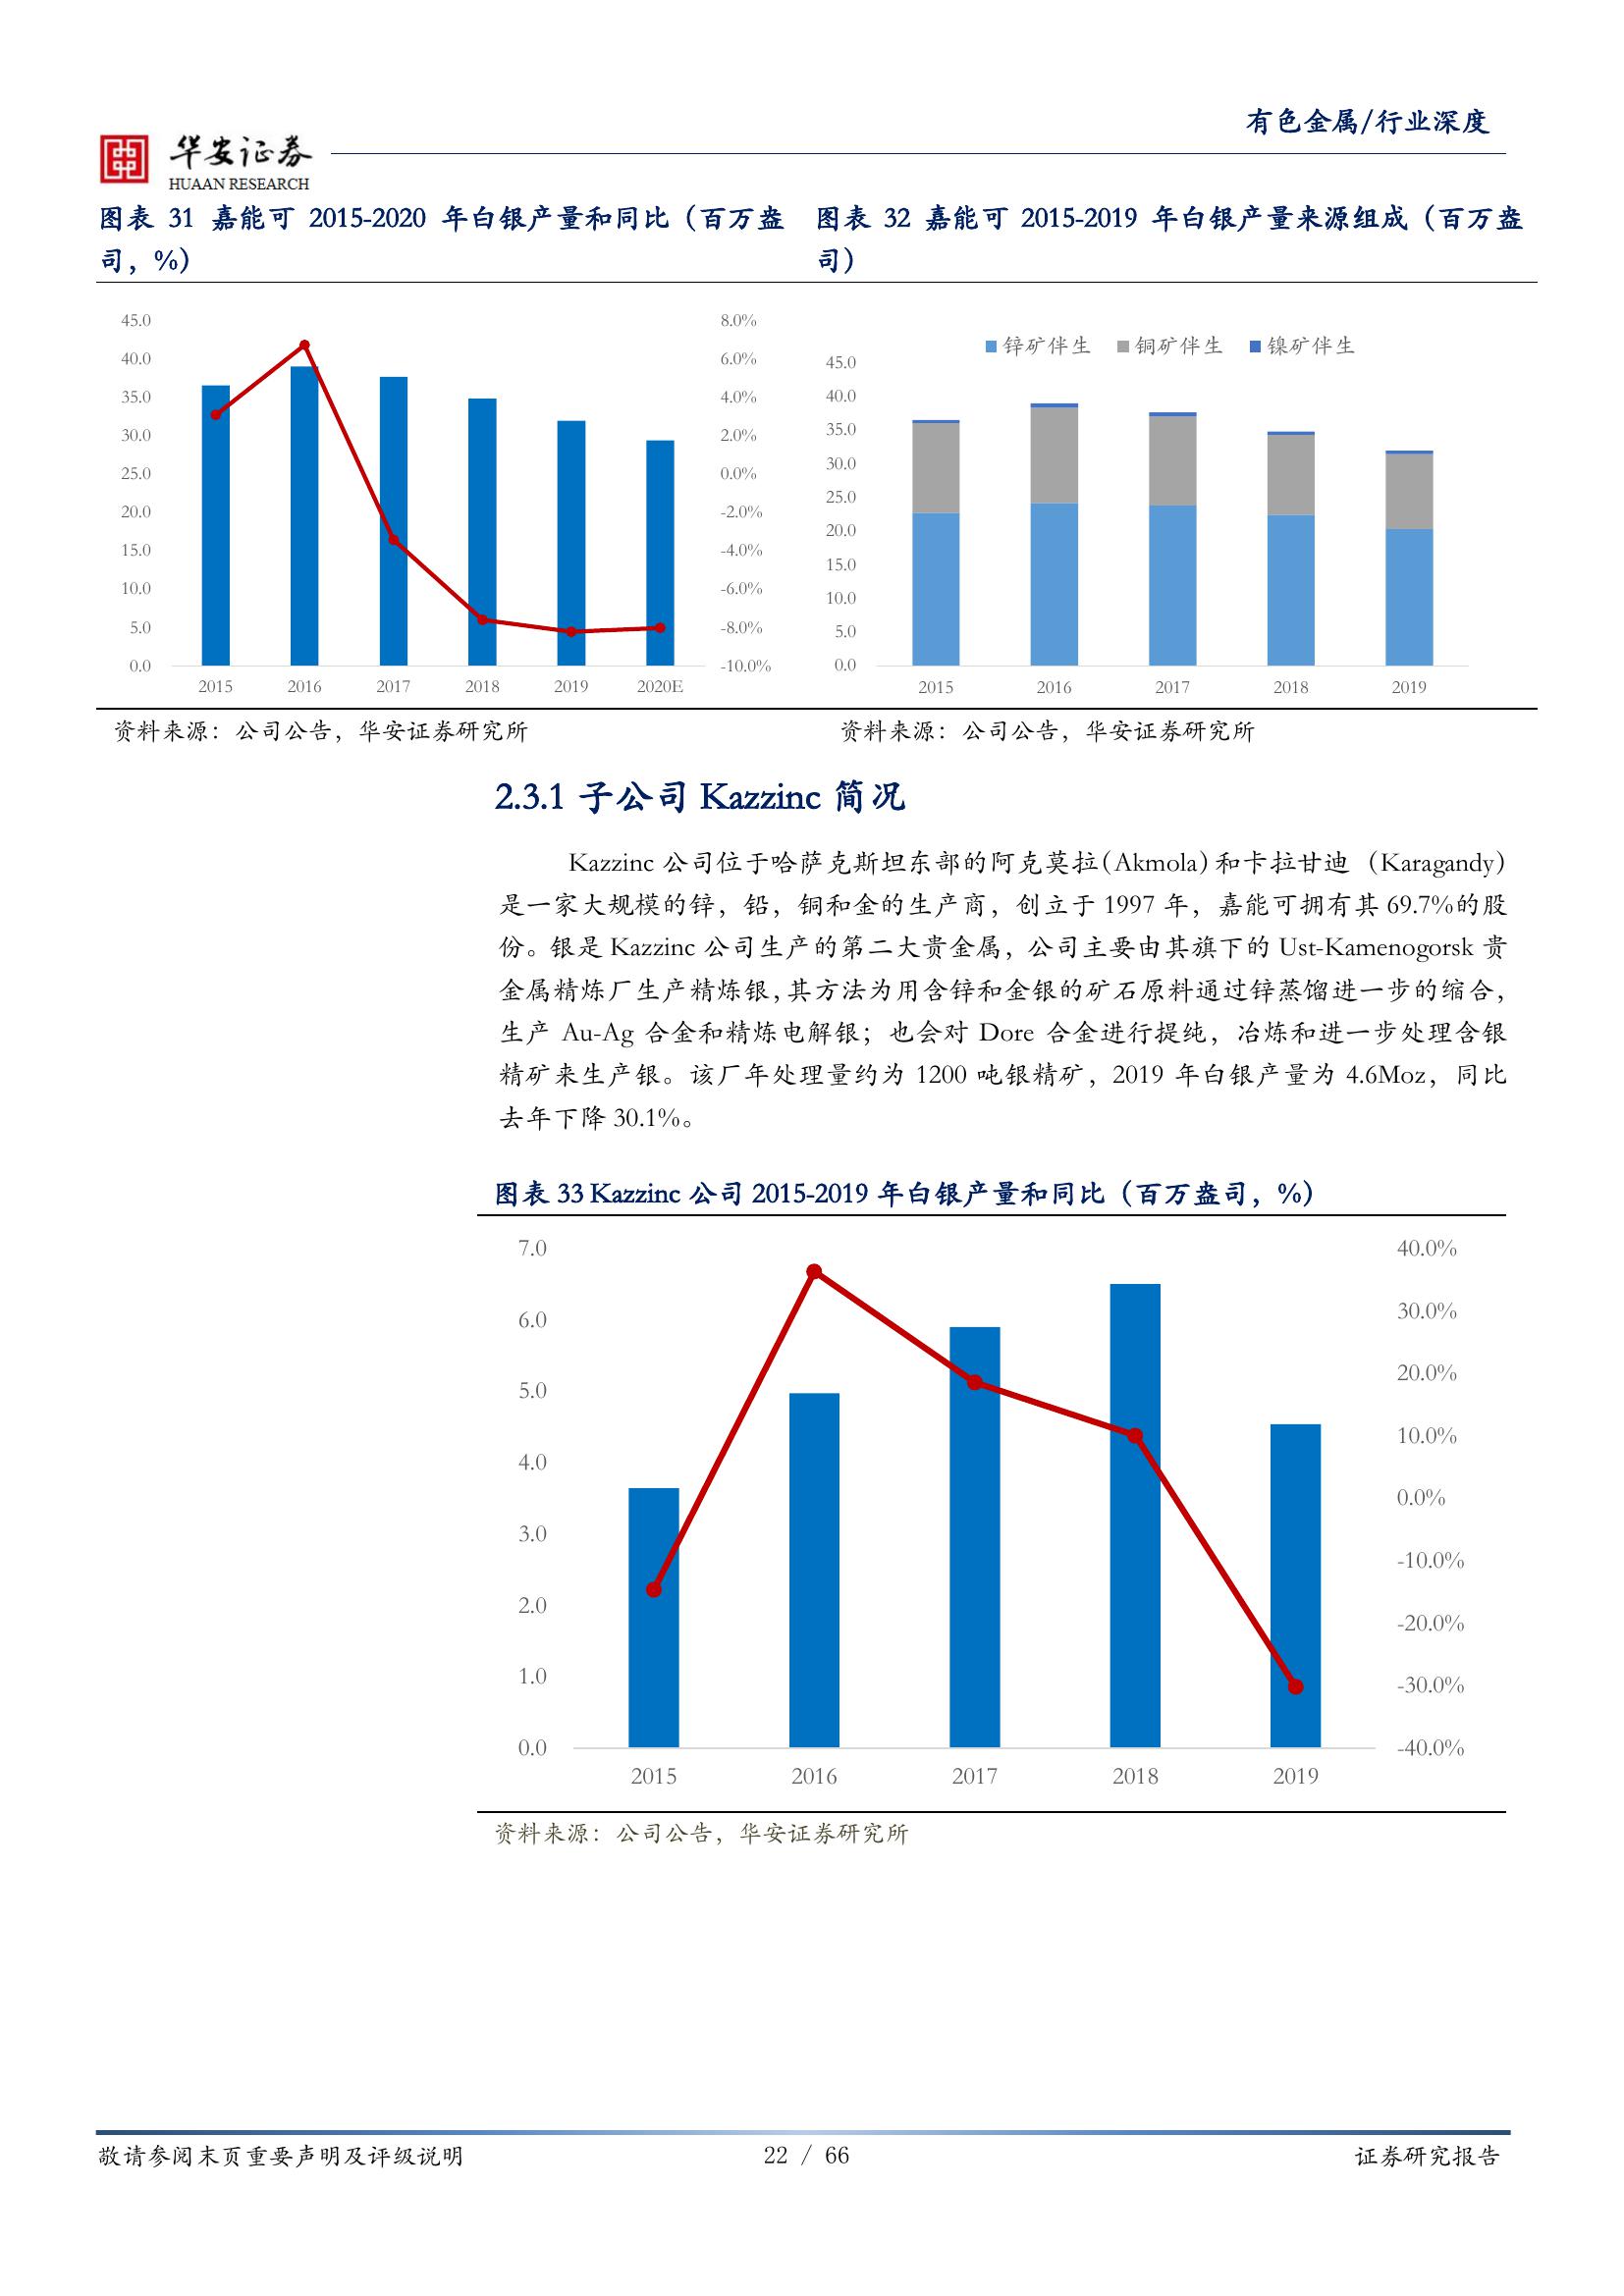 有色金属/行业深度
华安证券
HUAAN RESEARCH
图表 31 嘉能可 2015-2020 年白银产量和同比（百万盎
司，%）
45.0
40.0
35.0
30.0
25.0
20.0
15.0
10.0
5.0
0.0
8.0%
6.0%
4.0%
2.0%
0.0%
-2.0%
-4.0%
-6.0%
-8.0%
-10.0%
2015 2016 2017 2018 2019 2020E
资料来源：公司公告，华安证券研究所
图表 32 嘉能可 2015-2019 年白银产量来源组成（百万盎
司）
锌矿伴生 铜矿伴生 镍矿伴生
45.0
40.0
35.0
30.0
25.0
20.0
15.0
10.0
5.0
0.0
2015 2016 2017 2018 2019
资料来源：公司公告，华安证券研究所
2.3.1 子公司 Kazzinc 简况
Kazzinc 公司位于哈萨克斯坦东部的阿克莫拉（Akmola）和卡拉甘迪（Karagandy）
是一家大规模的锌，铅，铜和金的生产商，创立于 1997 年，嘉能可拥有其 69.7%的股
份。银是 Kazzinc 公司生产的第二大贵金属，公司主要由其旗下的 Ust-Kamenogorsk 贵
金属精炼厂生产精炼银，其方法为用含锌和金银的矿石原料通过锌蒸馏进一步的缩合，
生产 Au-Ag 合金和精炼电解银；也会对 Dore 合金进行提纯，冶炼和进一步处理含银
精矿来生产银。该厂年处理量约为 1200 吨银精矿，2019 年白银产量为 4.6Moz，同比
去年下降 30.1%。
图表 33 Kazzinc 公司 2015-2019 年白银产量和同比（百万盎司，%）
7.0
6.0
5.0
4.0
3.0
2.0
1.0
0.0
40.0%
30.0%
20.0%
10.0%
0.0%
-10.0%
-20.0%
-30.0%
-40.0%
2015 2016 2017 2018 2019
资料来源：公司公告，华安证券研究所
敬请参阅末页重要声明及评级说明 22 / 66 证券研究报告